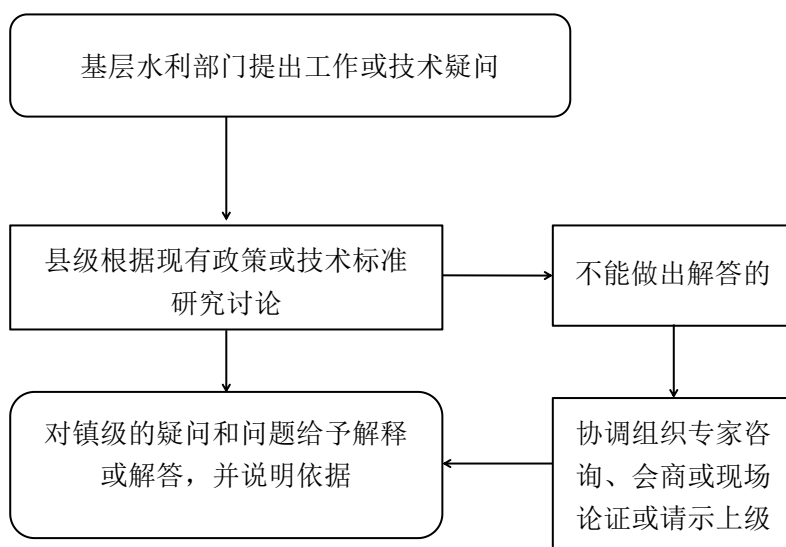 基层水利部门提出工作或技术疑问
县级根据现有政策或技术标准
研究讨论
不能做出解答的
对镇级的疑问和问题给予解释
或解答，并说明依据
协调组织专家咨
询、会商或现场
论证或请示上级